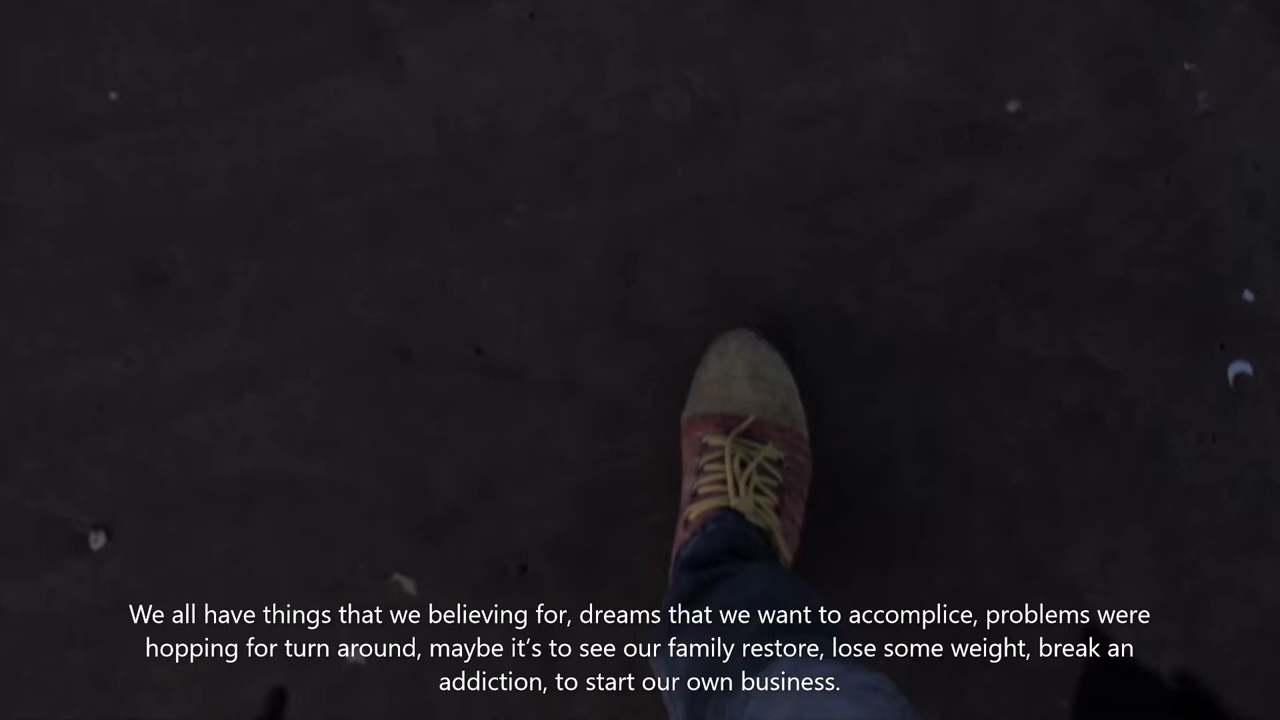 We all have things that we believing for, dreams that we want to accomplice, problems were
hopping for turn around, maybe it’s to see our family restore, lose some weight, break an
addiction, to start our own business.